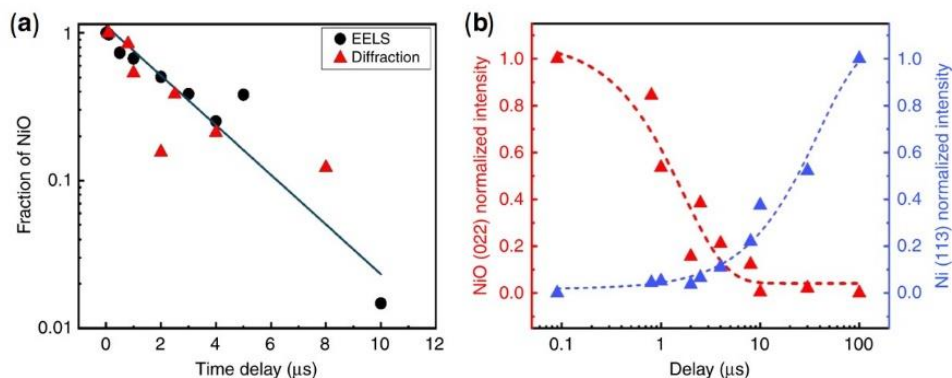 (a)
EELS
Diffraction
Fraction of NiO
1
0.1
0.01
0 2 4 6 8 10 12
Time delay (μs)
(b)
NiO (022) normalized intensity
1.0
0.8
0.6
0.4
0.2
0.0
0.1 1 10 100
Delay (μs)
1.0
0.8
0.6
0.4
0.2
0.0
Ni (113) normalized intensity